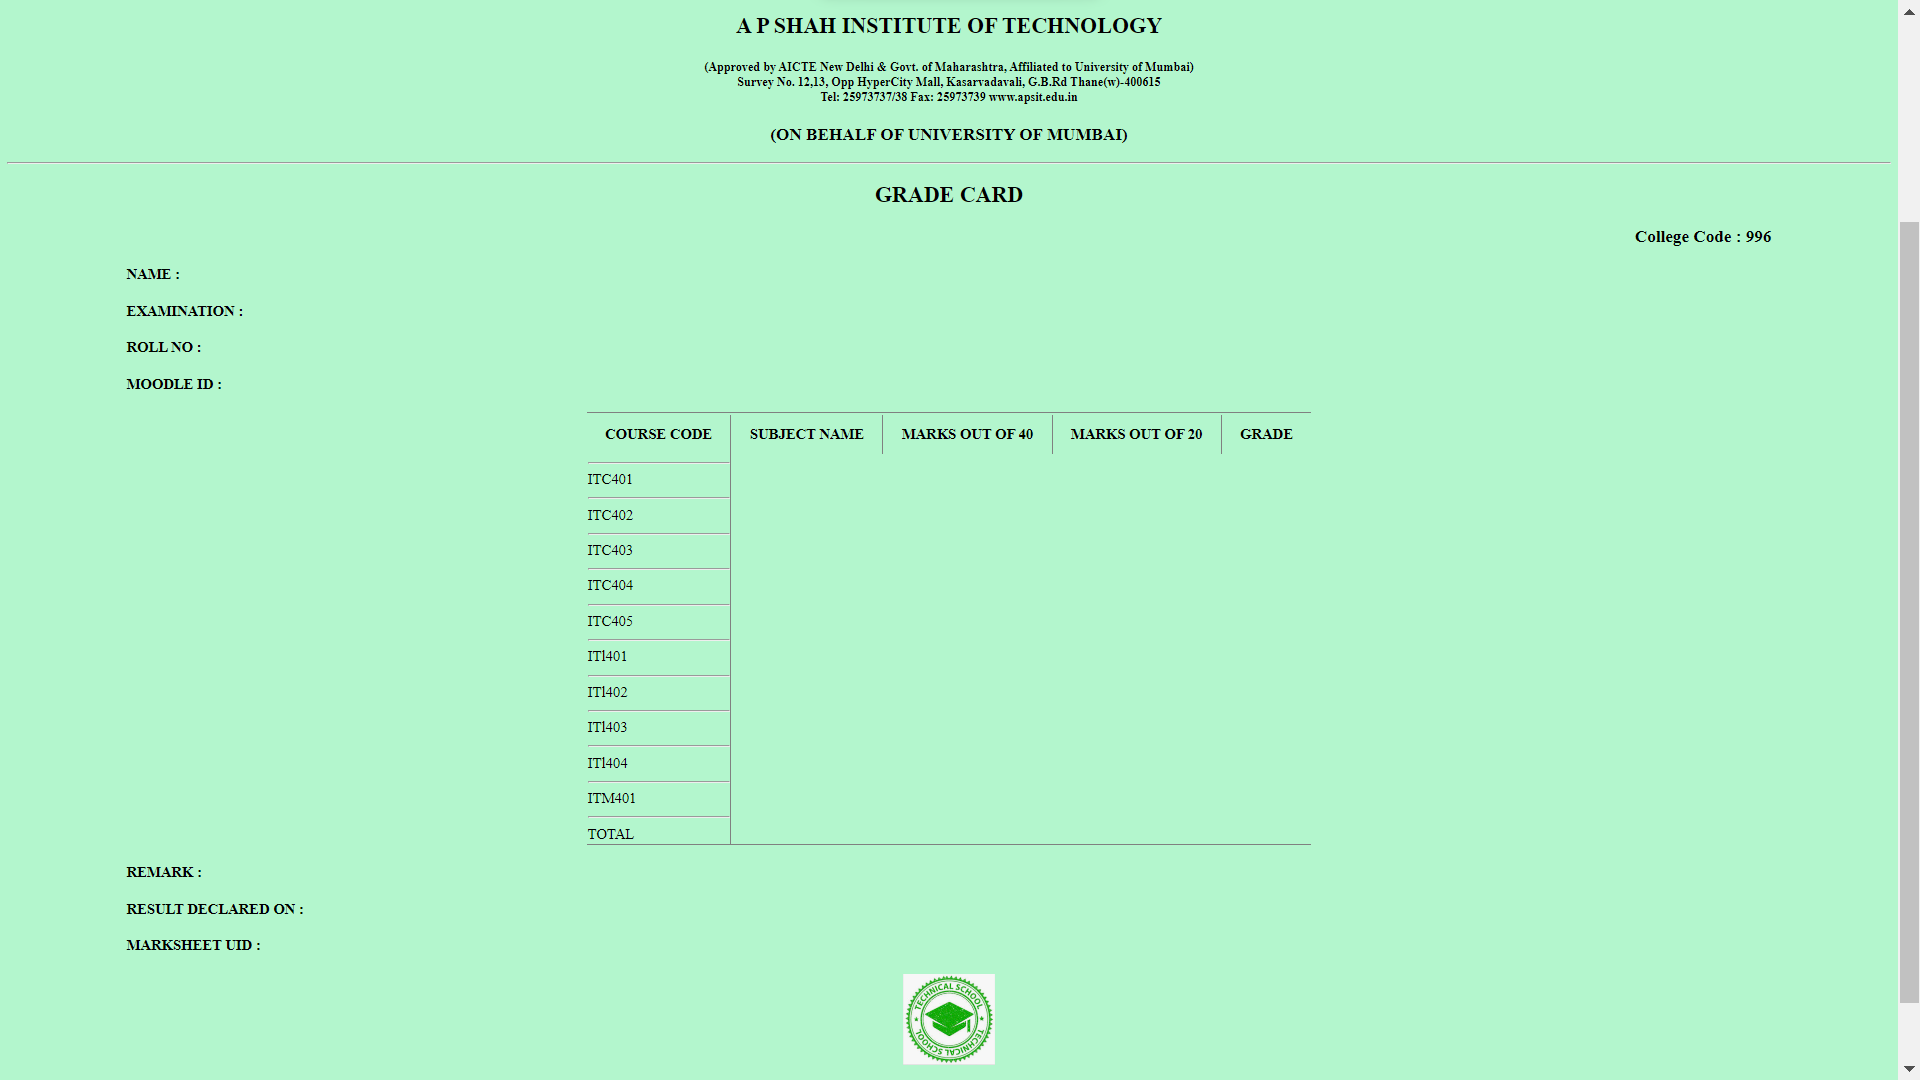 A P SHAH INSTITUTE OF TECHNOLOGY
(Approved by AICTE New Delhi & Govt. of Maharashtra, Affiliated to University of Mumbai)
Survey No. 12,13, Opp HyperCity Mall, Kasarvadavali, G.B.Rd Thane(w)-400615
Tel: 25973737/38 Fax: 25973739 www.apsit.edu.in
(ON BEHALF OF UNIVERSITY OF MUMBAI)
GRADE CARD
College Code : 996
NAME :
EXAMINATION :
ROLL NO :
MOODLE ID :
COURSE CODE SUBJECT NAME MARKS OUT OF 40 MARKS OUT OF 20 GRADE
ITC401
ITC402
ITC403
ITC404
ITC405
ITl401
ITl402
ITl403
ITl404
ITM401
TOTAL
REMARK :
RESULT DECLARED ON :
MARKSHEET UID :
TECHNICAL SCHOOL
TECHNICAL SCHOOL